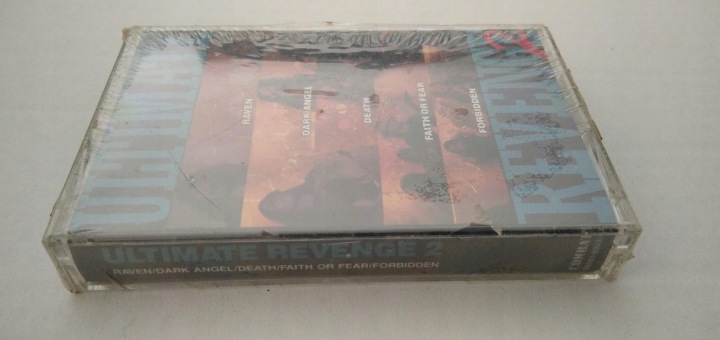 ULTIMATE
RAVEN
DARK ANGEL
DEATH
FAITH OR FEAR
FORBIDDEN
REVENGE
2
ULTIMATE REVENGE 2
RAVEN/DARK ANGEL/DEATH/FAITH OR FEAR/FORBIDDEN
COMBAT